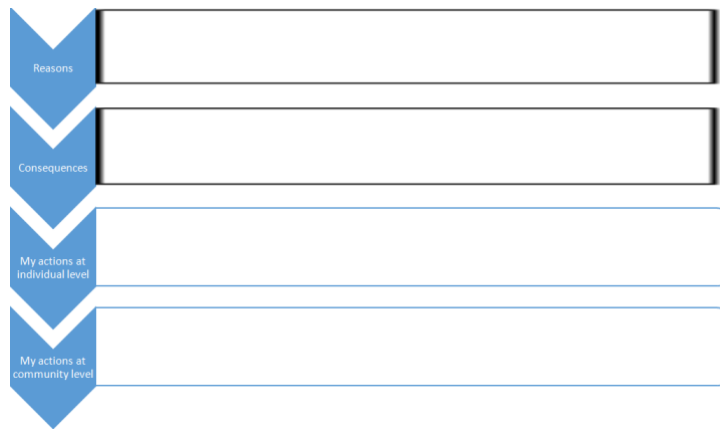 Reasons
Consequences
My actions at
individual level
My actions at
community level